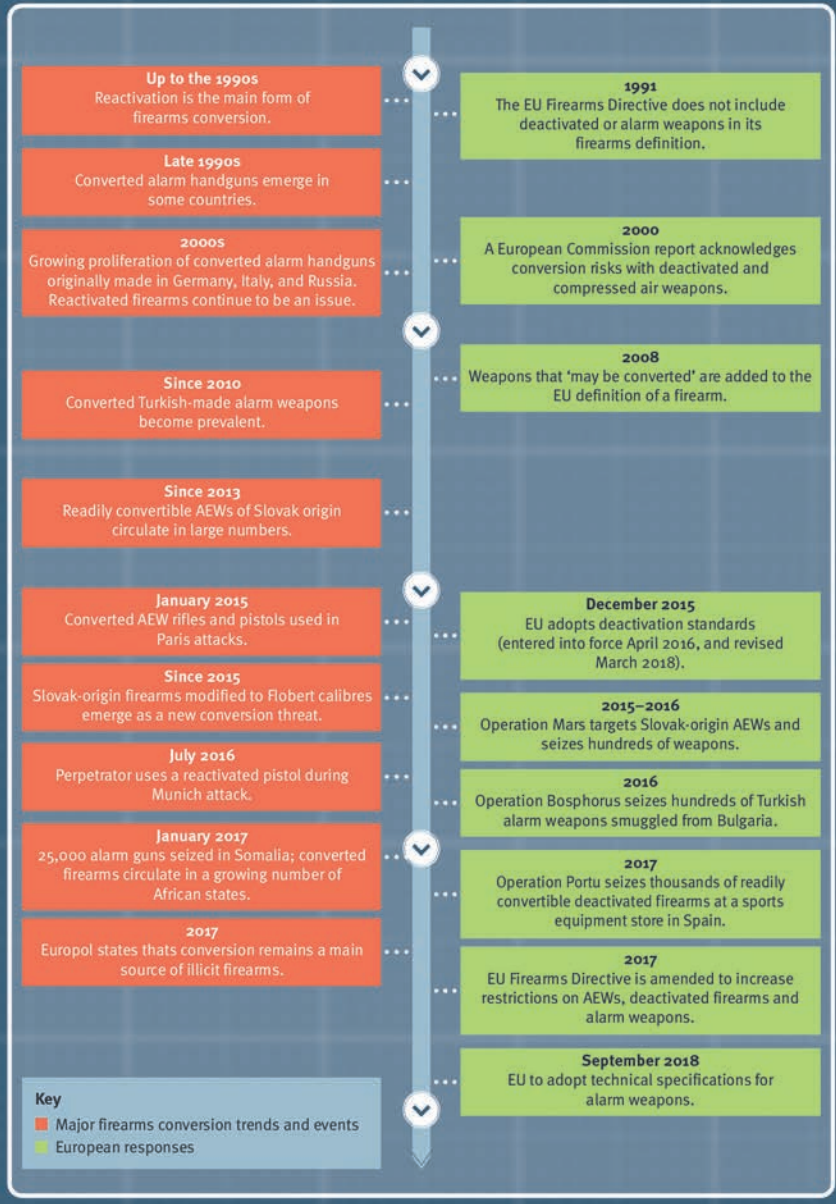 Up to the 1990s
Reactivation is the main form of
firearms conversion.
1991
The EU Firearms Directive does not include
deactivated or alarm weapons in its
firearms definition.
Late 1990s
Converted alarm handguns emerge in
some countries.
2000s
Growing proliferation of converted alarm handguns
originally made in Germany, Italy, and Russia.
Reactivated firearms continue to be an issue.
2000
A European Commission report acknowledges
conversion risks with deactivated and
compressed air weapons.
2008
Weapons that ‘may be converted’ are added to the
EU definition of a firearm.
Since 2010
Converted Turkish-made alarm weapons
become prevalent.
Since 2013
Readily convertible AEWs of Slovak origin
circulate in large numbers.
January 2015
Converted AEW rifles and pistols used in
Paris attacks.
December 2015
EU adopts deactivation standards
(entered into force April 2016, and revised
March 2018).
Since 2015
Slovak-origin firearms modified to Flobert calibres
emerge as a new conversion threat.
2015–2016
Operation Mars targets Slovak-origin AEWs and
seizes hundreds of weapons.
July 2016
Perpetrator uses a reactivated pistol during
Munich attack.
2016
Operation Bosphorus seizes hundreds of Turkish
alarm weapons smuggled from Bulgaria.
January 2017
25,000 alarm guns seized in Somalia; converted
firearms circulate in a growing number of
African states.
2017
Operation Portu seizes thousands of readily
convertible deactivated firearms at a sports
equipment store in Spain.
2017
Europol states thats conversion remains a main
source of illicit firearms.
2017
EU Firearms Directive is amended to increase
restrictions on AEWs, deactivated firearms and
alarm weapons.
September 2018
EU to adopt technical specifications for
alarm weapons.
Key
Major firearms conversion trends and events
European responses